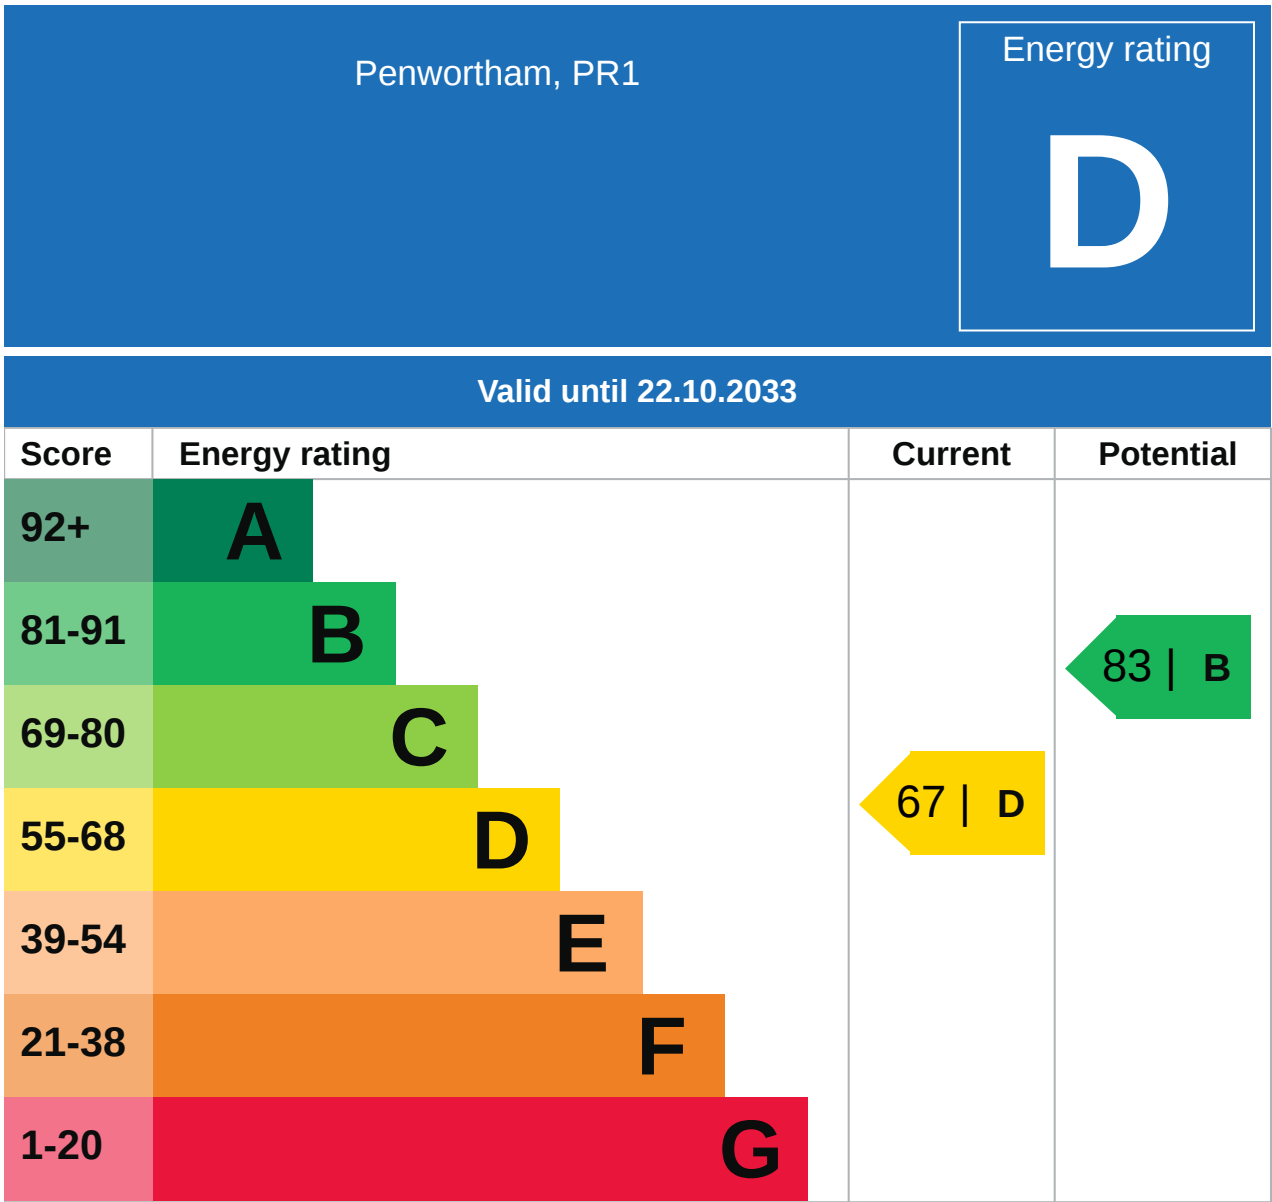 Penwortham, PR1
Energy rating
D
Valid until 22.10.2033
Score Energy rating Current Potential
92+ A
81-91 B
83 | B
69-80 C
67 | D
55-68 D
39-54 E
21-38 F
1-20 G